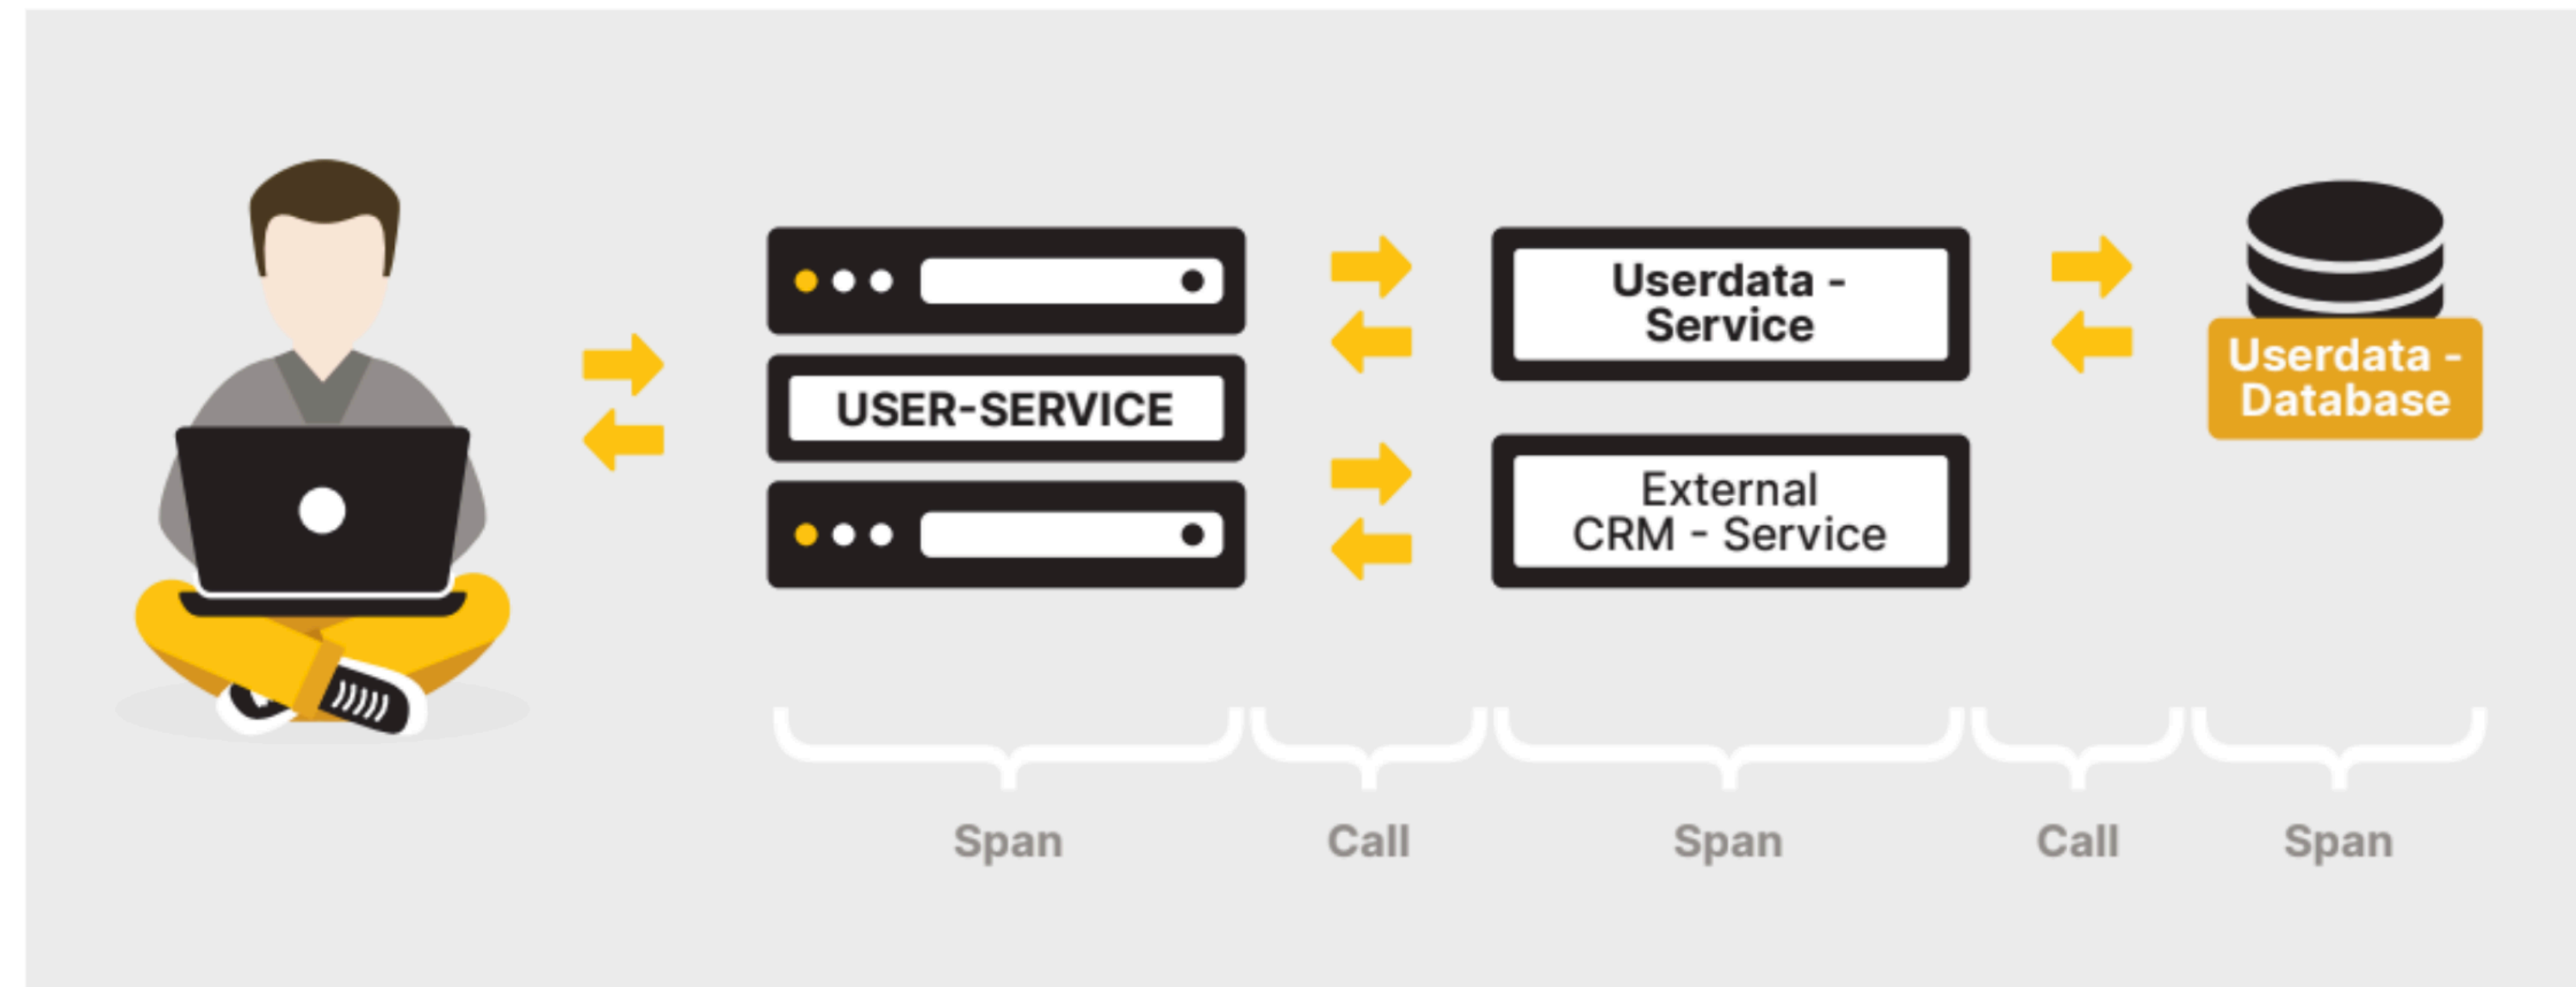 USER-SERVICE
Userdata -
Service
External
CRM - Service
Userdata -
Database
Span
Call
Span
Call
Span